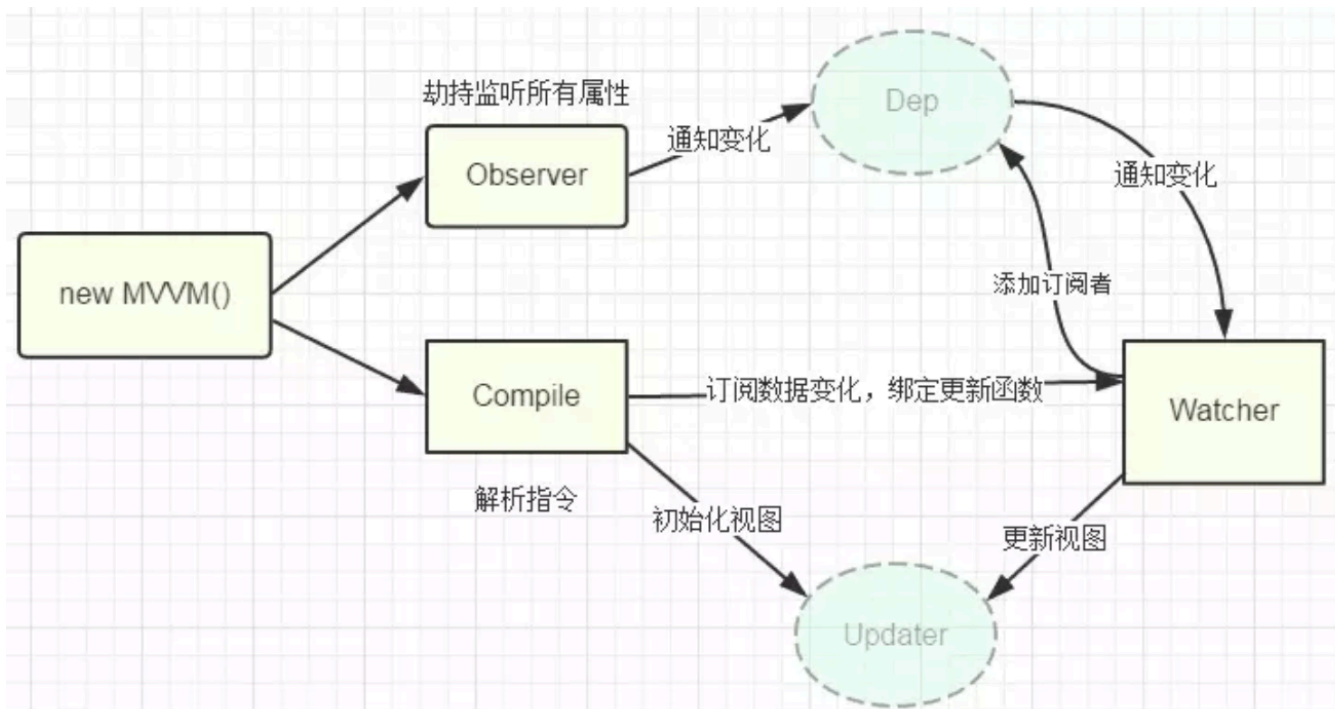 劫持监听所有属性
Dep
通知变化
Observer
通知变化
new MVVM()
添加订阅者
Compile
订阅数据变化，绑定更新函数
Watcher
解析指令
初始化视图
更新视图
Updater